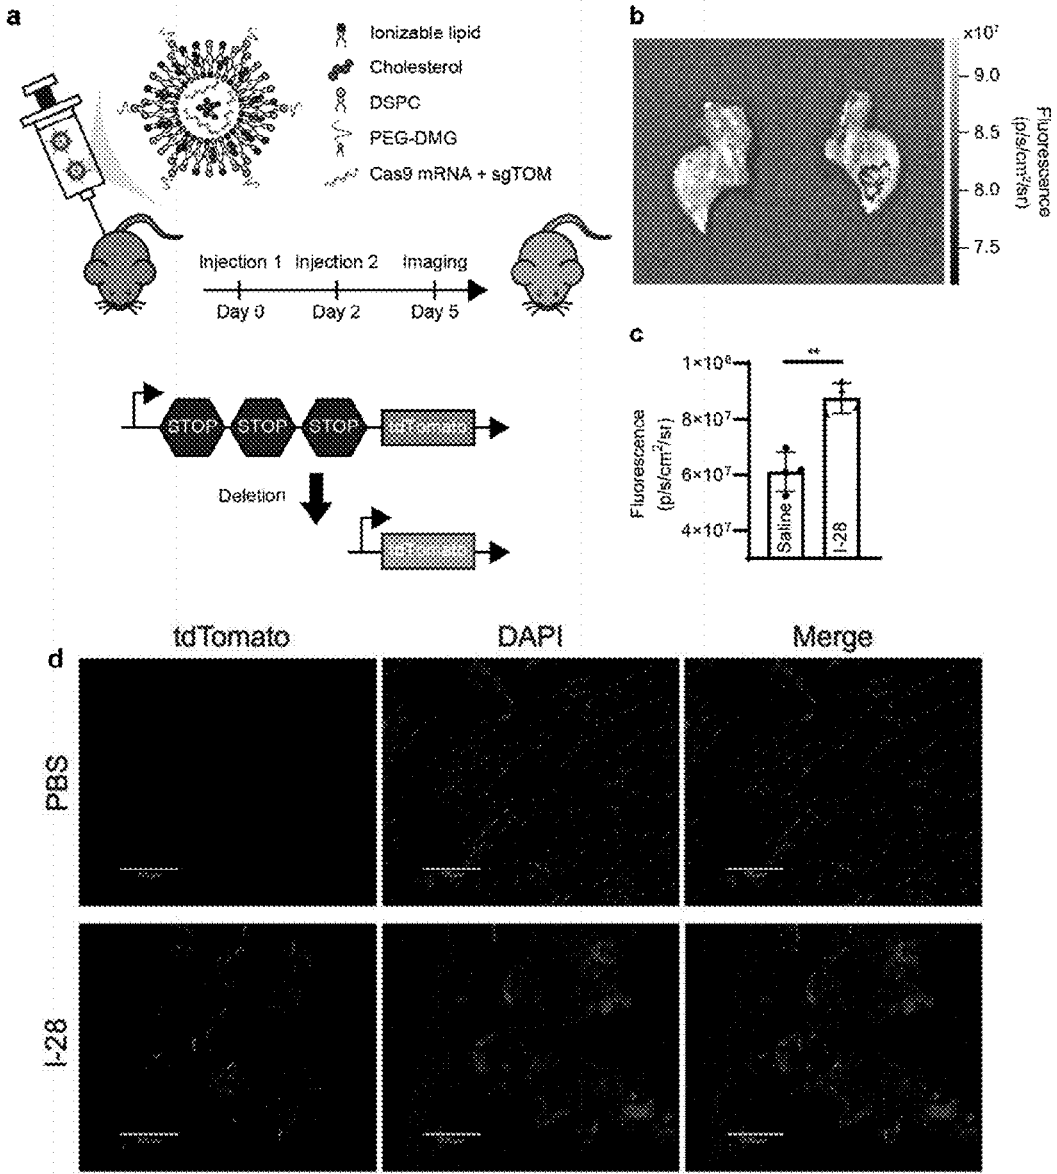 a
Ionizable lipid
Cholesterol
DSPC
PEG-DMG
Cas9 mRNA + sgTOM
Injection 1 Injection 2 Imaging
Day 0 Day 2 Day 5
STOP STOP STOP
Deletion
b
×10⁷
9.0
8.5
8.0
7.5
Fluorescence
(p/s/cm²/sr)
c
1×10⁸
8×10⁷
6×10⁷
4×10⁷
Fluorescence
(p/s/cm²/sr)
Saline
I-28
d
tdTomato DAPI Merge
PBS
I-28